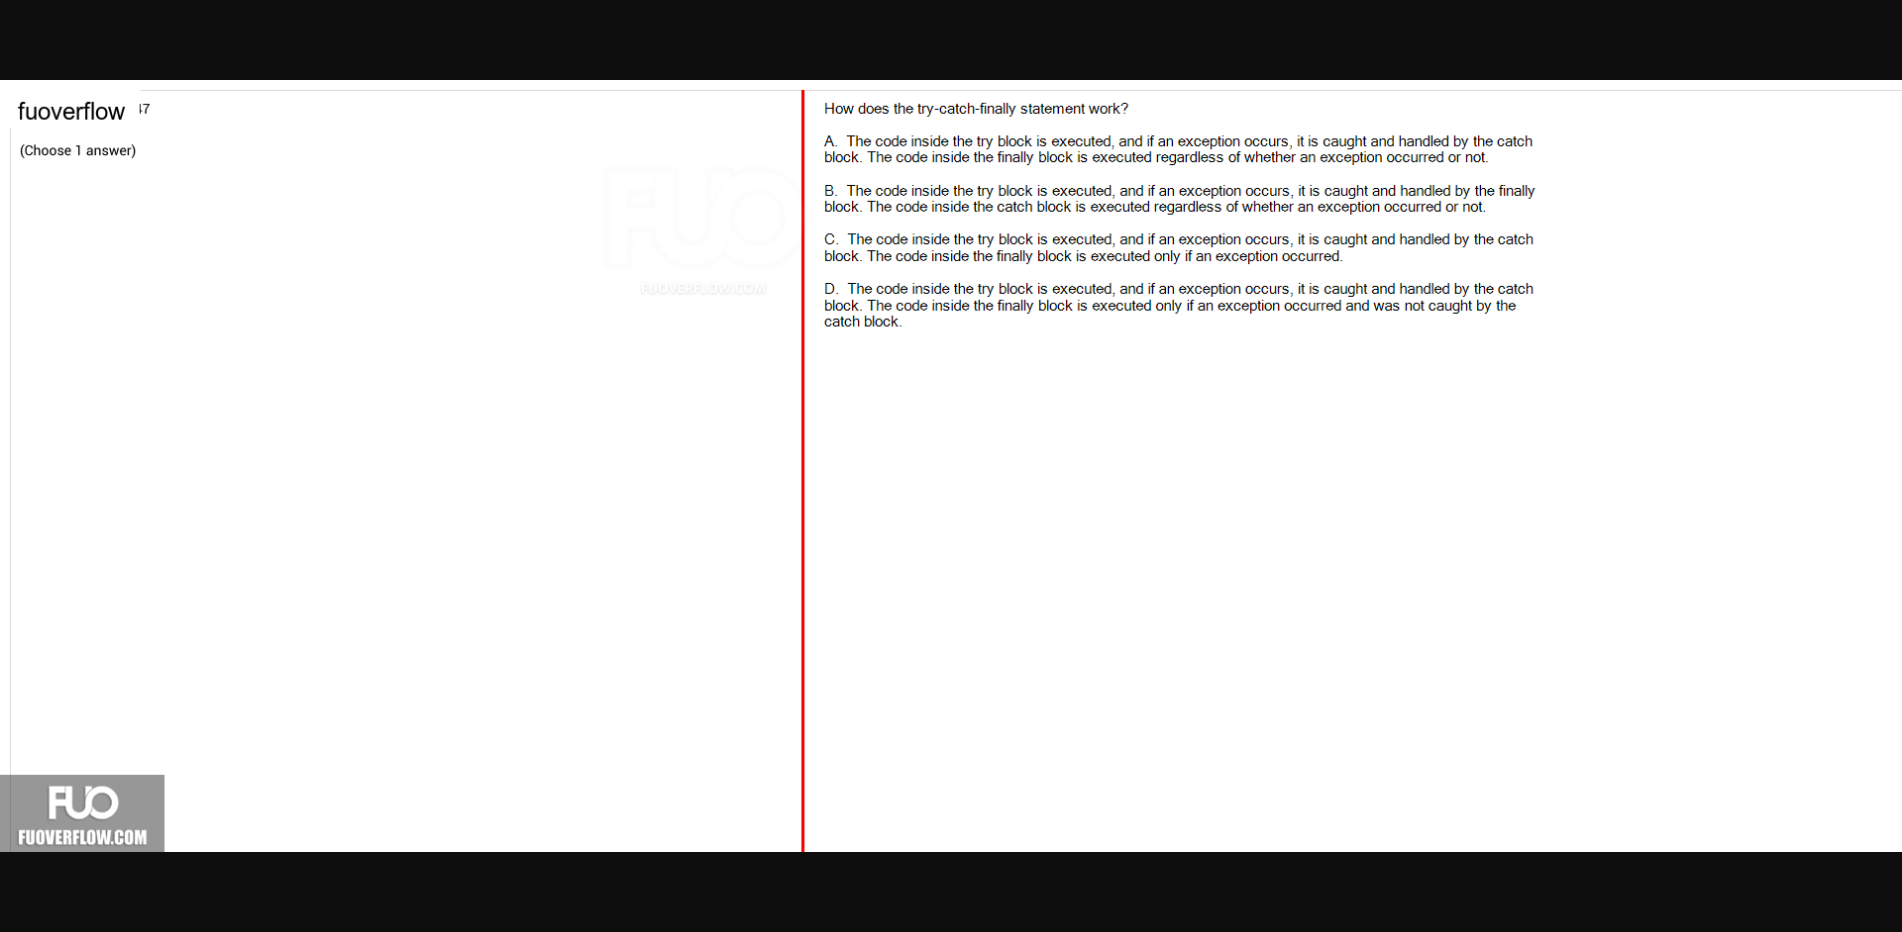 fuoverflow
(Choose 1 answer)
How does the try-catch-finally statement work?
A. The code inside the try block is executed, and if an exception occurs, it is caught and handled by the catch
block. The code inside the finally block is executed regardless of whether an exception occurred or not.
B. The code inside the try block is executed, and if an exception occurs, it is caught and handled by the finally
block. The code inside the catch block is executed regardless of whether an exception occurred or not.
C. The code inside the try block is executed, and if an exception occurs, it is caught and handled by the catch
block. The code inside the finally block is executed only if an exception occurred.
D. The code inside the try block is executed, and if an exception occurs, it is caught and handled by the catch
block. The code inside the finally block is executed only if an exception occurred and was not caught by the
catch block.
FUO
FUOVERFLOW.COM
FUO
FUOVERFLOW.COM